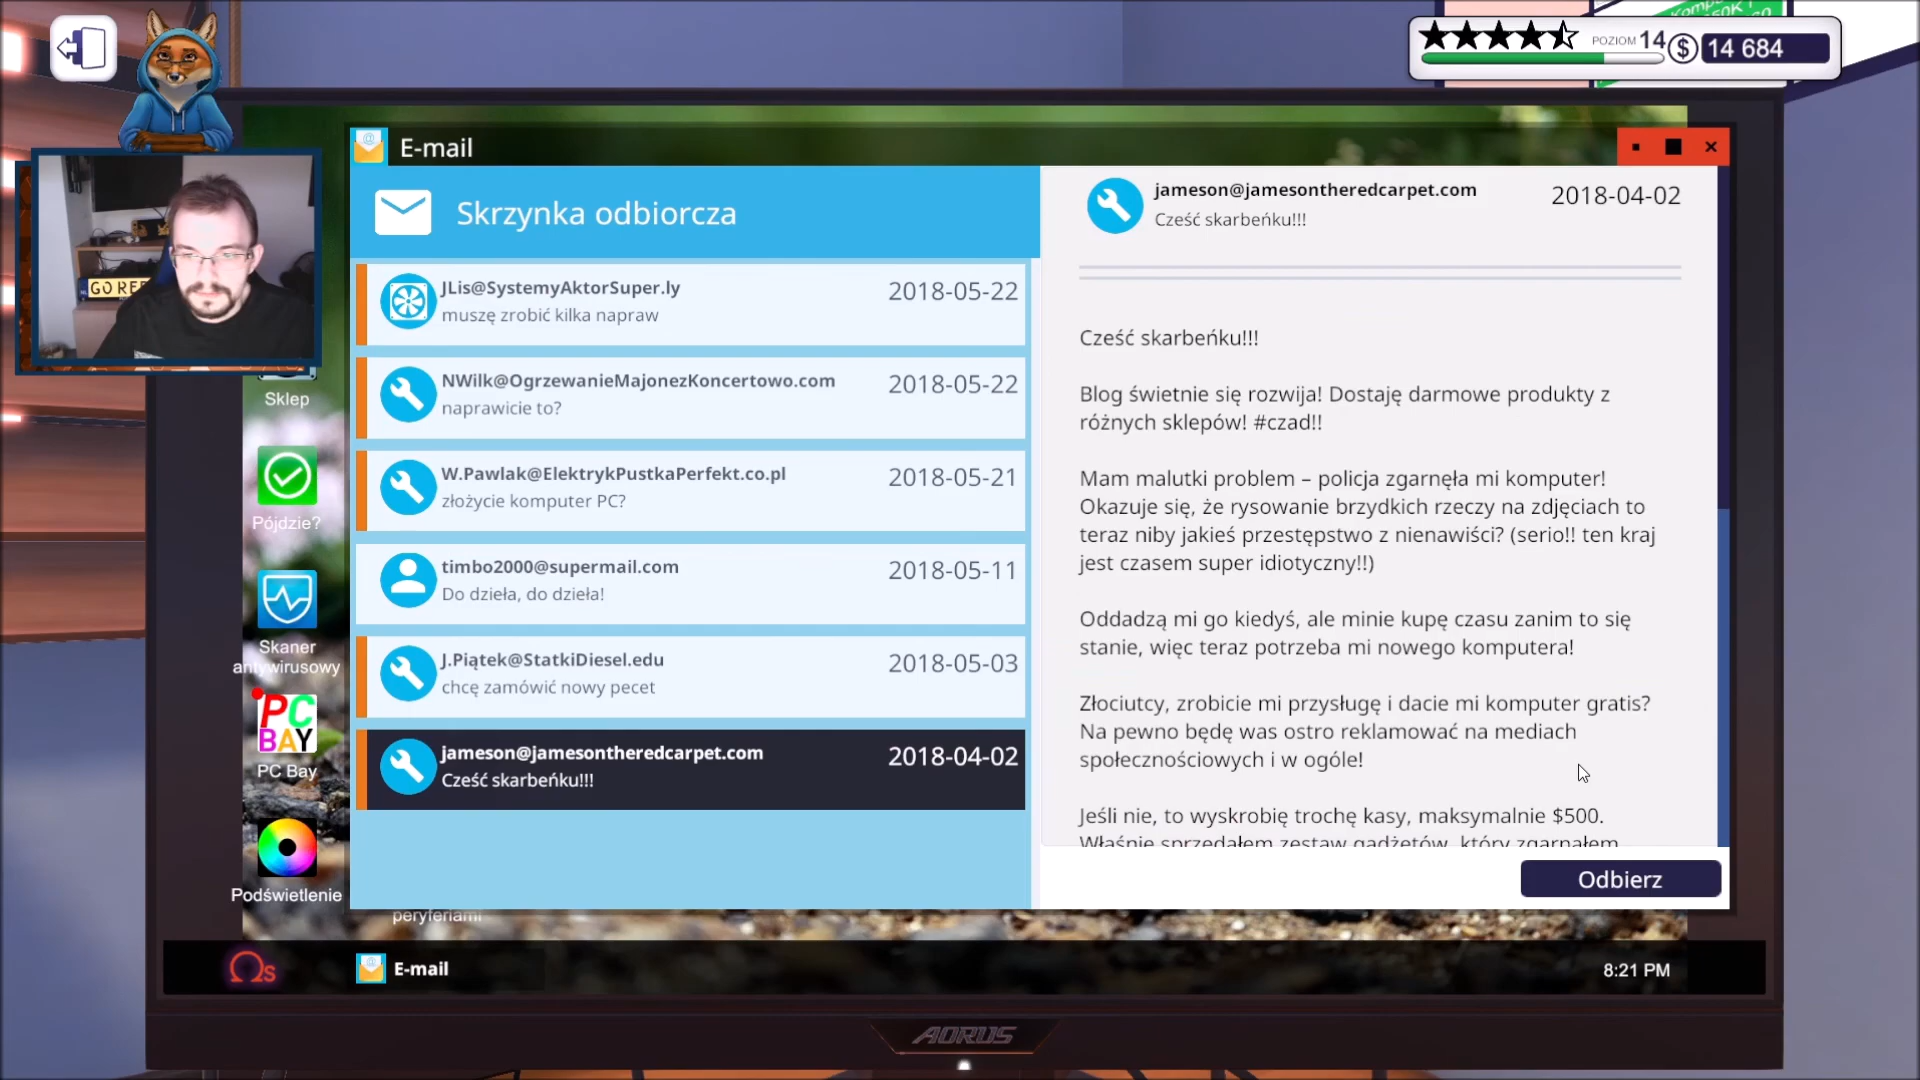 POZIOM 14
$ 14 684
E-mail
Skrzynka odbiorcza
JLis@SystemyAktorSuper.ly
2018-05-22
muszę zrobić kilka napraw
NWilk@OgrzewanieMajonezKoncertowo.com
2018-05-22
naprawicie to?
W.Pawlak@ElektrykPustkaPerfekt.co.pl
2018-05-21
złożycie komputer PC?
timbo2000@supermail.com
2018-05-11
Do dzieła, do dzieła!
J.Piątek@StatkiDiesel.edu
2018-05-03
chcę zamówić nowy pecet
jameson@jamesontheredcarpet.com
2018-04-02
Cześć skarbeńku!!!
jameson@jamesontheredcarpet.com
2018-04-02
Cześć skarbeńku!!!
Cześć skarbeńku!!!
Blog świetnie się rozwija! Dostaję darmowe produkty z
różnych sklepów! #czad!!
Mam malutki problem – policja zgarnęła mi komputer!
Okazuje się, że rysowanie brzydkich rzeczy na zdjęciach to
teraz niby jakieś przestępstwo z nienawiści? (serio!! ten kraj
jest czasem super idiotyczny!!)
Oddadzą mi go kiedyś, ale minie kupę czasu zanim to się
stanie, więc teraz potrzeba mi nowego komputera!
Złociutcy, zrobicie mi przysługę i dacie mi komputer gratis?
Na pewno będę was ostro reklamować na mediach
społecznościowych i w ogóle!
Jeśli nie, to wyskrobię trochę kasy, maksymalnie $500.
Właśnie sprzedałem zestaw gadżetów, który zgarnąłem
Odbierz
GO REF
Sklep
Pójdzie?
Skaner
antywirusowy
PC
BAY
PC Bay
Podświetlenie
peryferiami
Ωs
E-mail
8:21 PM
AORUS